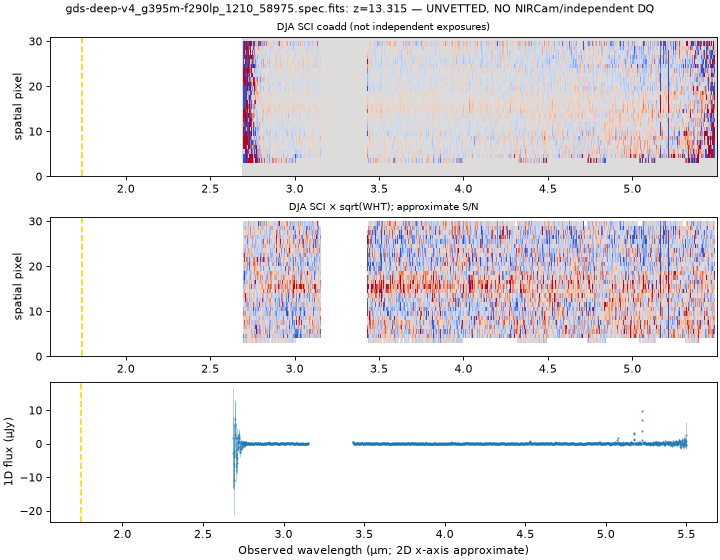 gds-deep-v4_g395m-f290lp_1210_58975.spec.fits: z=13.315 — UNVETTED, NO NIRCam/independent DQ
DJA SCI coadd (not independent exposures)
spatial pixel
30
20
10
0
2.0 2.5 3.0 3.5 4.0 4.5 5.0
DJA SCI × sqrt(WHT); approximate S/N
spatial pixel
30
20
10
0
2.0 2.5 3.0 3.5 4.0 4.5 5.0
1D flux (μJy)
10
0
−10
−20
2.0 2.5 3.0 3.5 4.0 4.5 5.0 5.5
Observed wavelength (μm; 2D x-axis approximate)